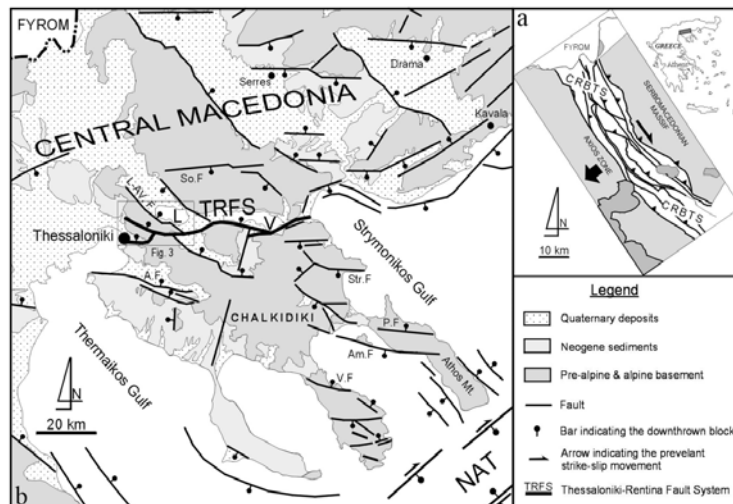 FYROM
Serres
Drama
Kavala
CENTRAL MACEDONIA
So.F
L-AV.F
L
TRFS
V
Thessaloniki
Fig. 3
A.F
Strymonikos Gulf
Str.F
CHALKIDIKI
P.F
Am.F
Athos Mt.
V.F
Thermaikos Gulf
N
20 km
NAT
b
a
FYROM
GREECE
Athens
CRBTS
SERBOMACEDONIAN
MASSIF
AXIOS ZONE
CRBTS
N
10 km
Legend
Quaternary deposits
Neogene sediments
Pre-alpine & alpine basement
Fault
Bar indicating the downthrown block
Arrow indicating the prevelant
strike-slip movement
TRFS Thessaloniki-Rentina Fault System